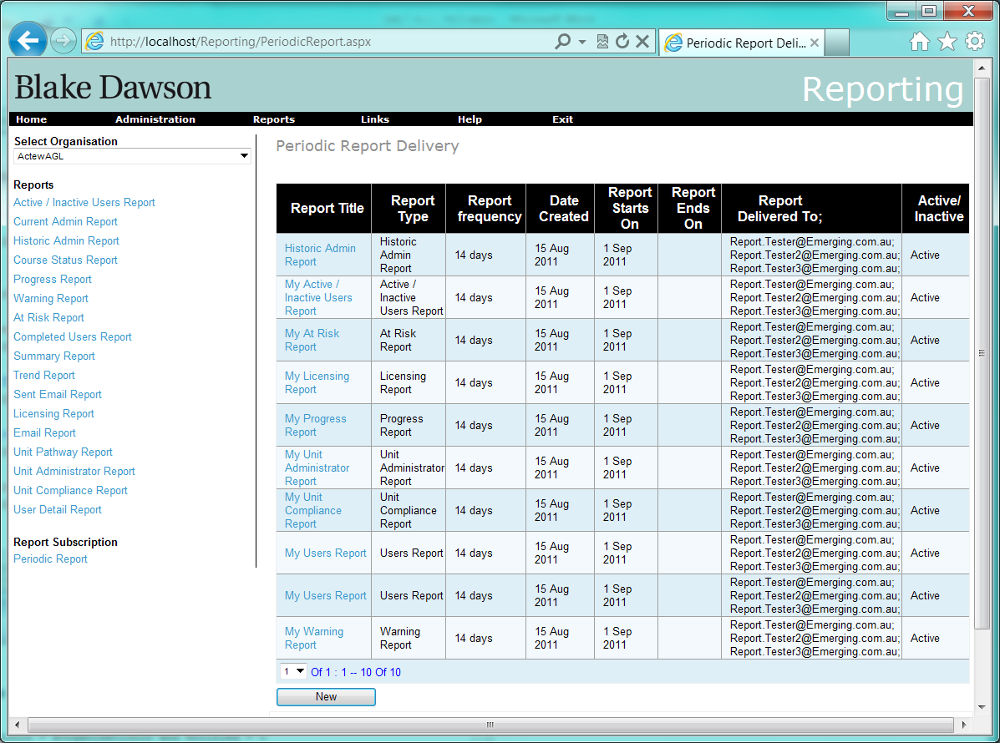 http://localhost/Reporting/PeriodicReport.aspx
Periodic Report Deli...
Blake Dawson
Reporting
Home Administration Reports Links Help Exit
Select Organisation
ActewAGL
Reports
Active / Inactive Users Report
Current Admin Report
Historic Admin Report
Course Status Report
Progress Report
Warning Report
At Risk Report
Completed Users Report
Summary Report
Trend Report
Sent Email Report
Licensing Report
Email Report
Unit Pathway Report
Unit Administrator Report
Unit Compliance Report
User Detail Report
Report Subscription
Periodic Report
Periodic Report Delivery
Report Title
Report
Type
Report
frequency
Date
Created
Report
Starts
On
Report
Ends
On
Report
Delivered To;
Active/
Inactive
Historic Admin
Report
Historic
Admin
Report
14 days
15 Aug
2011
1 Sep
2011
Report.Tester@Emerging.com.au;
Report.Tester2@Emerging.com.au;
Report.Tester3@Emerging.com.au;
Active
My Active /
Inactive Users
Report
Active /
Inactive
Users Report
14 days
15 Aug
2011
1 Sep
2011
Report.Tester@Emerging.com.au;
Report.Tester2@Emerging.com.au;
Report.Tester3@Emerging.com.au;
Active
My At Risk
Report
At Risk
Report
14 days
15 Aug
2011
1 Sep
2011
Report.Tester@Emerging.com.au;
Report.Tester2@Emerging.com.au;
Report.Tester3@Emerging.com.au;
Active
My Licensing
Report
Licensing
Report
14 days
15 Aug
2011
1 Sep
2011
Report.Tester@Emerging.com.au;
Report.Tester2@Emerging.com.au;
Report.Tester3@Emerging.com.au;
Active
My Progress
Report
Progress
Report
14 days
15 Aug
2011
1 Sep
2011
Report.Tester@Emerging.com.au;
Report.Tester2@Emerging.com.au;
Report.Tester3@Emerging.com.au;
Active
My Unit
Administrator
Report
Unit
Administrator
Report
14 days
15 Aug
2011
1 Sep
2011
Report.Tester@Emerging.com.au;
Report.Tester2@Emerging.com.au;
Report.Tester3@Emerging.com.au;
Active
My Unit
Compliance
Report
Unit
Compliance
Report
14 days
15 Aug
2011
1 Sep
2011
Report.Tester@Emerging.com.au;
Report.Tester2@Emerging.com.au;
Report.Tester3@Emerging.com.au;
Active
My Users Report
Users Report
14 days
15 Aug
2011
1 Sep
2011
Report.Tester@Emerging.com.au;
Report.Tester2@Emerging.com.au;
Report.Tester3@Emerging.com.au;
Active
My Users Report
Users Report
14 days
15 Aug
2011
1 Sep
2011
Report.Tester@Emerging.com.au;
Report.Tester2@Emerging.com.au;
Report.Tester3@Emerging.com.au;
Active
My Warning
Report
Warning
Report
14 days
15 Aug
2011
1 Sep
2011
Report.Tester@Emerging.com.au;
Report.Tester2@Emerging.com.au;
Report.Tester3@Emerging.com.au;
Active
1 Of 1 : 1 -- 10 Of 10
New